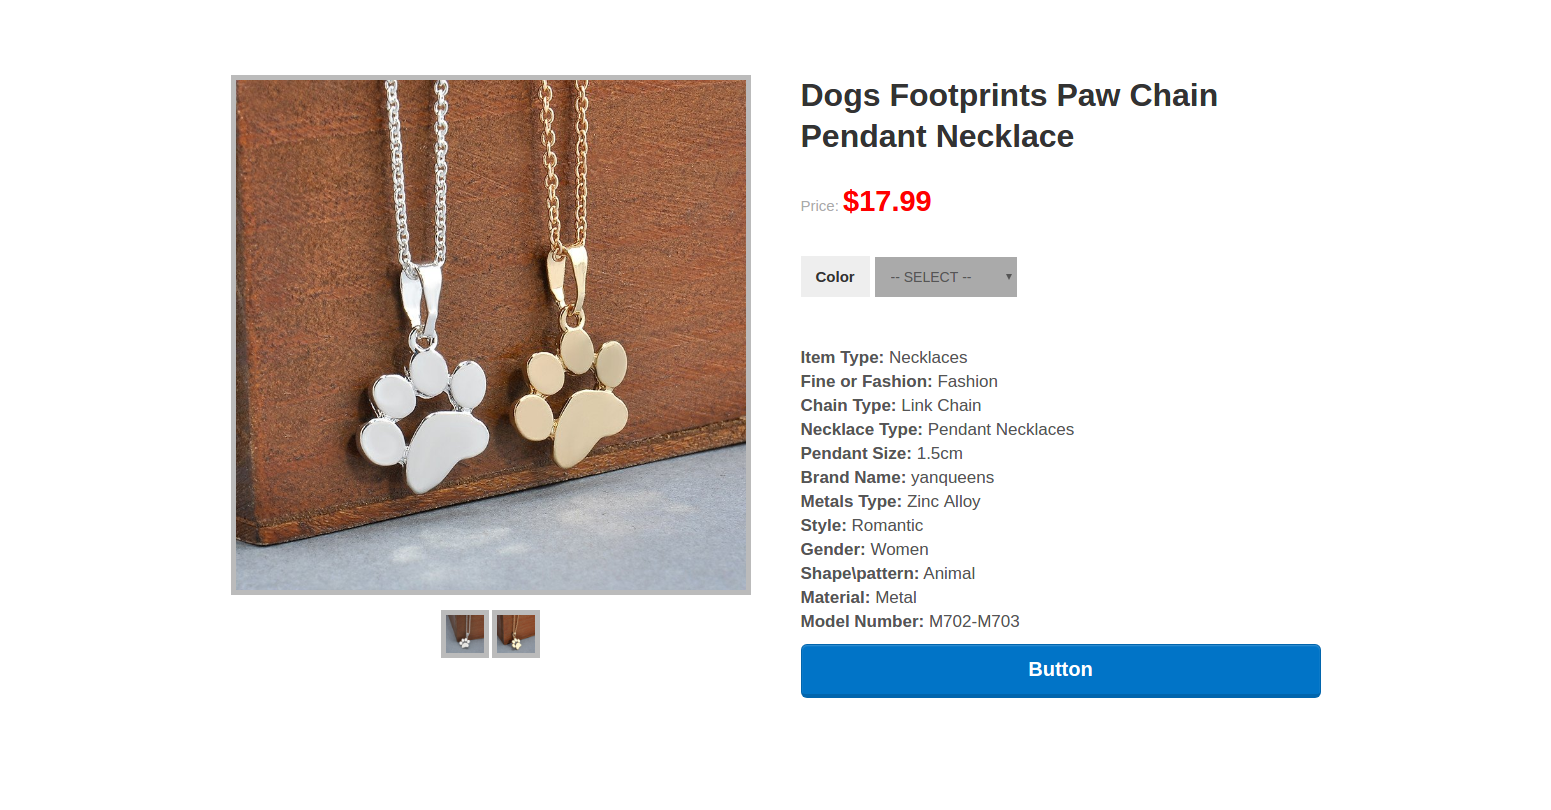 Dogs Footprints Paw Chain
Pendant Necklace
Price: $17.99
Color -- SELECT --
Item Type: Necklaces
Fine or Fashion: Fashion
Chain Type: Link Chain
Necklace Type: Pendant Necklaces
Pendant Size: 1.5cm
Brand Name: yanqueens
Metals Type: Zinc Alloy
Style: Romantic
Gender: Women
Shape\pattern: Animal
Material: Metal
Model Number: M702-M703
Button